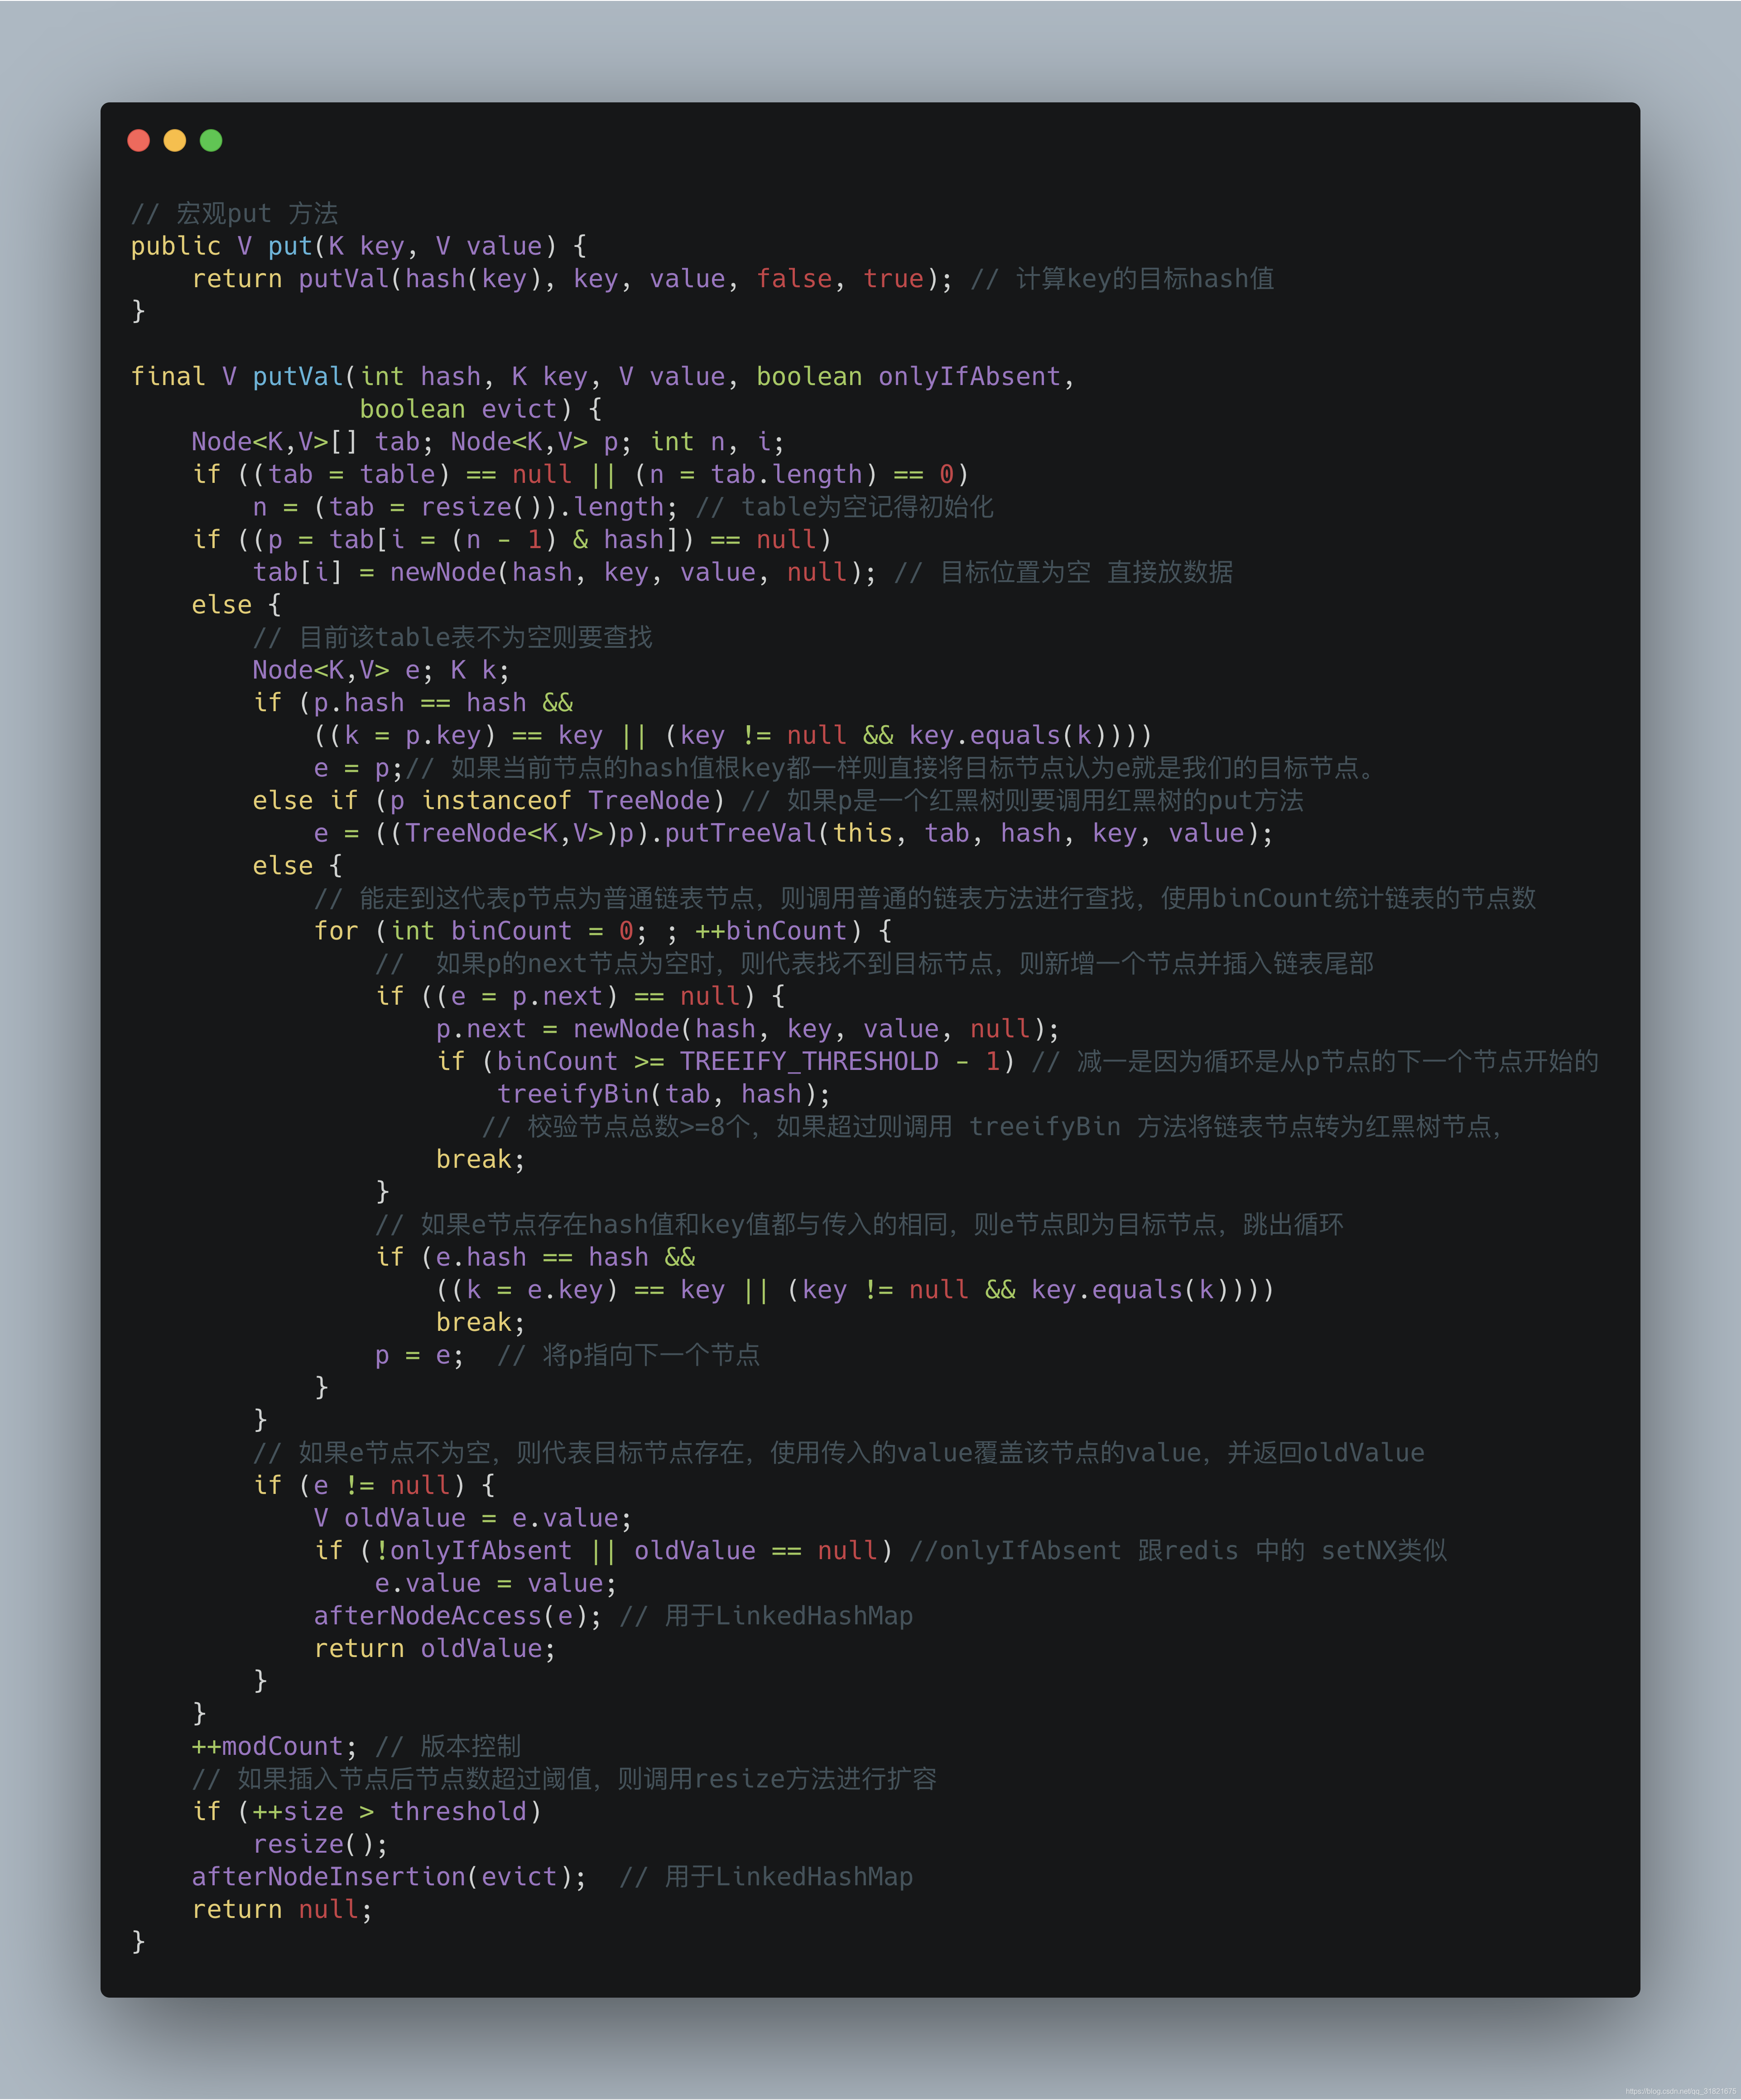 // 宏观put 方法
public V put(K key, V value) {
    return putVal(hash(key), key, value, false, true); // 计算key的目标hash值
}

final V putVal(int hash, K key, V value, boolean onlyIfAbsent,
               boolean evict) {
    Node<K,V>[] tab; Node<K,V> p; int n, i;
    if ((tab = table) == null || (n = tab.length) == 0)
        n = (tab = resize()).length; // table为空记得初始化
    if ((p = tab[i = (n - 1) & hash]) == null)
        tab[i] = newNode(hash, key, value, null); // 目标位置为空 直接放数据
    else {
        // 目前该table表不为空则要查找
        Node<K,V> e; K k;
        if (p.hash == hash &&
            ((k = p.key) == key || (key != null && key.equals(k))))
            e = p;// 如果当前节点的hash值根key都一样则直接将目标节点认为e就是我们的目标节点。
        else if (p instanceof TreeNode) // 如果p是一个红黑树则要调用红黑树的put方法
            e = ((TreeNode<K,V>)p).putTreeVal(this, tab, hash, key, value);
        else {
            // 能走到这代表p节点为普通链表节点，则调用普通的链表方法进行查找，使用binCount统计链表的节点数
            for (int binCount = 0; ; ++binCount) {
                //  如果p的next节点为空时，则代表找不到目标节点，则新增一个节点并插入链表尾部
                if ((e = p.next) == null) {
                    p.next = newNode(hash, key, value, null);
                    if (binCount >= TREEIFY_THRESHOLD - 1) // 减一是因为循环是从p节点的下一个节点开始的
                        treeifyBin(tab, hash);
                       // 校验节点总数>=8个，如果超过则调用 treeifyBin 方法将链表节点转为红黑树节点，
                    break;
                }
                // 如果e节点存在hash值和key值都与传入的相同，则e节点即为目标节点，跳出循环
                if (e.hash == hash &&
                    ((k = e.key) == key || (key != null && key.equals(k))))
                    break;
                p = e;  // 将p指向下一个节点
            }
        }
        // 如果e节点不为空，则代表目标节点存在，使用传入的value覆盖该节点的value，并返回oldValue
        if (e != null) {
            V oldValue = e.value;
            if (!onlyIfAbsent || oldValue == null) //onlyIfAbsent 跟redis 中的 setNX类似
                e.value = value;
            afterNodeAccess(e); // 用于LinkedHashMap
            return oldValue;
        }
    }
    ++modCount; // 版本控制
    // 如果插入节点后节点数超过阈值，则调用resize方法进行扩容
    if (++size > threshold)
        resize();
    afterNodeInsertion(evict);  // 用于LinkedHashMap
    return null;
}
https://blog.csdn.net/qq_31821675